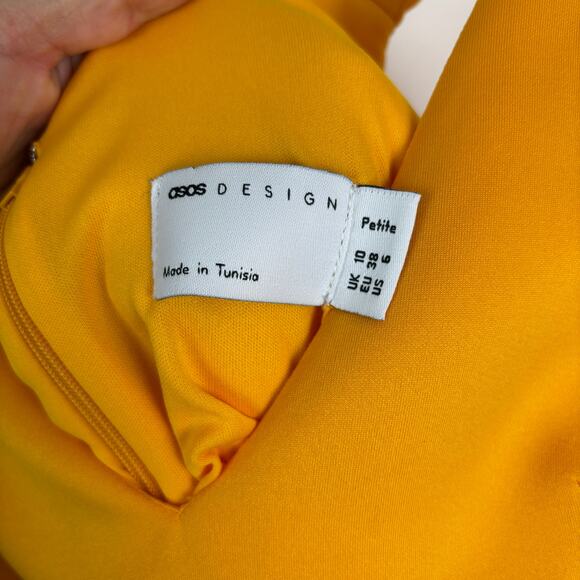 asos DESIGN
Made in Tunisia
Petite
UK 10
EU 38
US 6